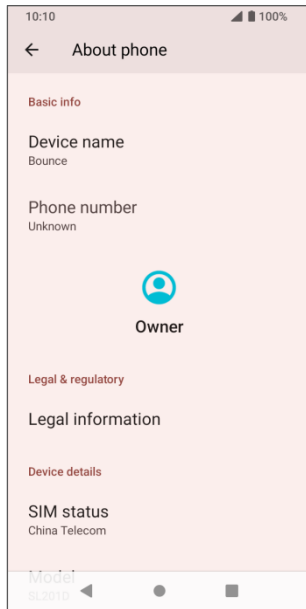 10:10
100%
About phone
Basic info
Device name
Bounce
Phone number
Unknown
Owner
Legal & regulatory
Legal information
Device details
SIM status
China Telecom
Model
SL201D